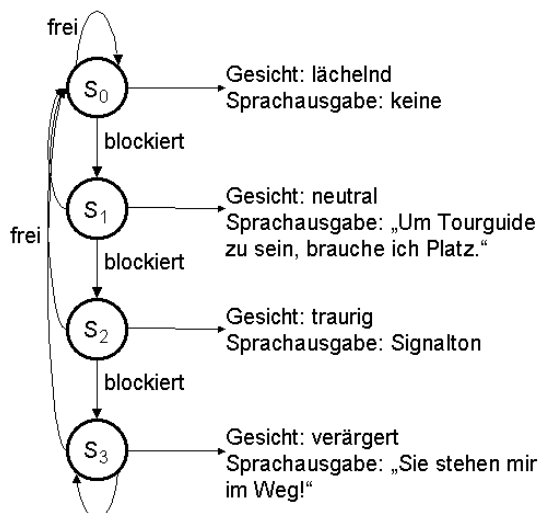 frei
S0
Gesicht: lächelnd
Sprachausgabe: keine
blockiert
S1
Gesicht: neutral
Sprachausgabe: „Um Tourguide
zu sein, brauche ich Platz.“
frei
blockiert
S2
Gesicht: traurig
Sprachausgabe: Signalton
blockiert
S3
Gesicht: verärgert
Sprachausgabe: „Sie stehen mir
im Weg!“